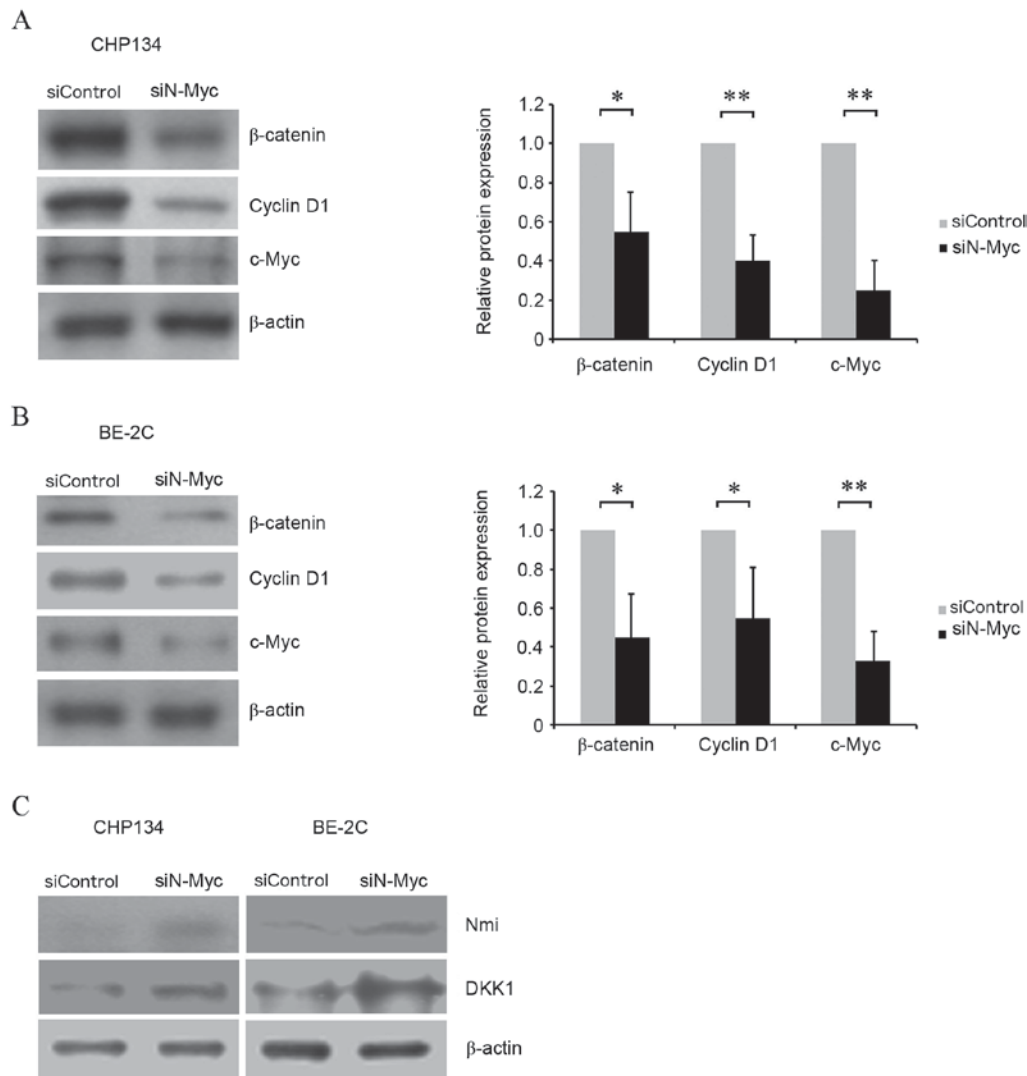 A
CHP134
siControl siN-Myc
β-catenin
Cyclin D1
c-Myc
β-actin
* ** **
Relative protein expression
1.2
1.0
0.8
0.6
0.4
0.2
0
β-catenin Cyclin D1 c-Myc
siControl
siN-Myc
B
BE-2C
siControl siN-Myc
β-catenin
Cyclin D1
c-Myc
β-actin
* * **
Relative protein expression
1.2
1.0
0.8
0.6
0.4
0.2
0
β-catenin Cyclin D1 c-Myc
siControl
siN-Myc
C
CHP134 BE-2C
siControl siN-Myc siControl siN-Myc
Nmi
DKK1
β-actin